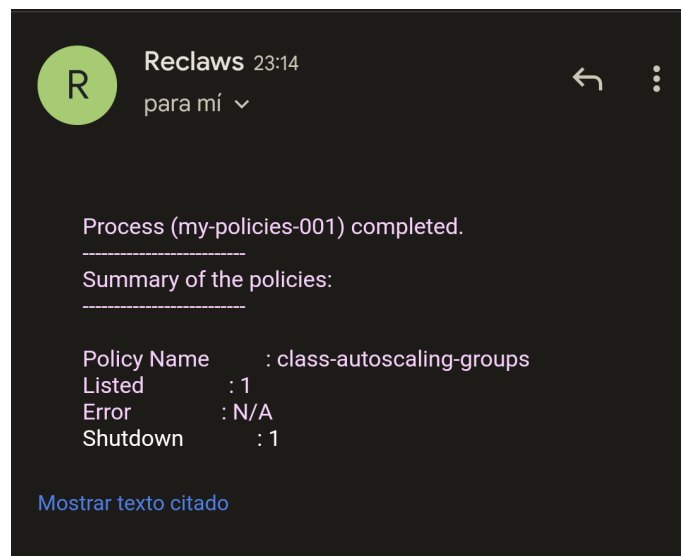 R
Reclaws 23:14
para mí
Process (my-policies-001) completed.
--------------------------
Summary of the policies:
--------------------------
Policy Name : class-autoscaling-groups
Listed : 1
Error : N/A
Shutdown : 1
Mostrar texto citado